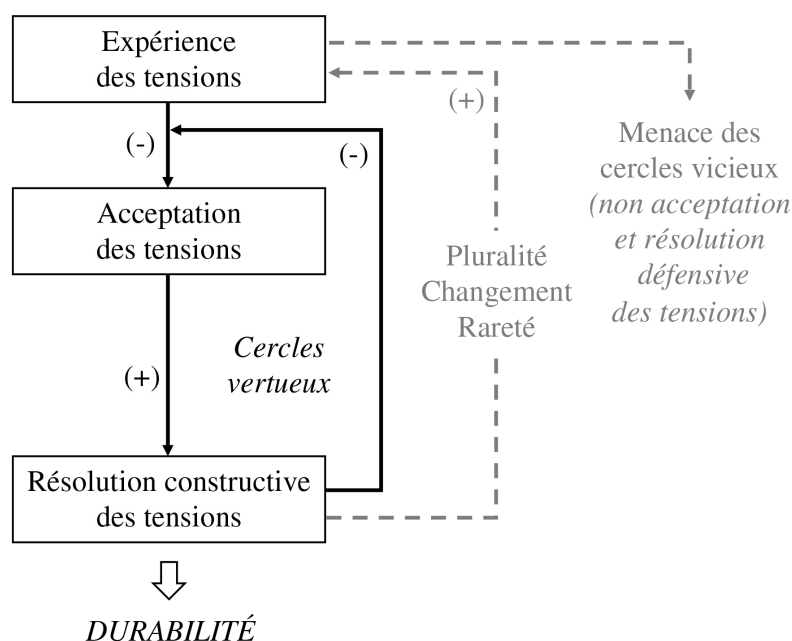 Expérience
des tensions
(+)
(-)
(-)
Menace des
cercles vicieux
(non acceptation
et résolution
défensive
des tensions)
Acceptation
des tensions
Pluralité
Changement
Rareté
Cercles
vertueux
(+)
Résolution constructive
des tensions
DURABILITÉ